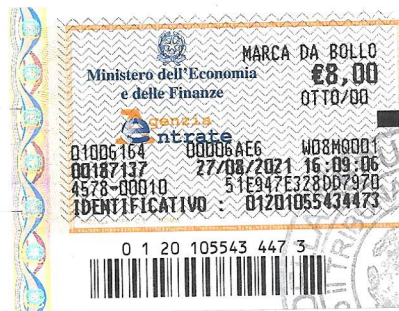 MARCA DA BOLLO
Ministero dell'Economia
e delle Finanze
€8,00
OTTO/00
Agenzia
Entrate
01006164 00006AE6 W08M0001
00187137 27/08/2021 16:09:06
4578-00010 51E947E328DD7970
IDENTIFICATIVO : 01201055434473
0 1 20 105543 447 3